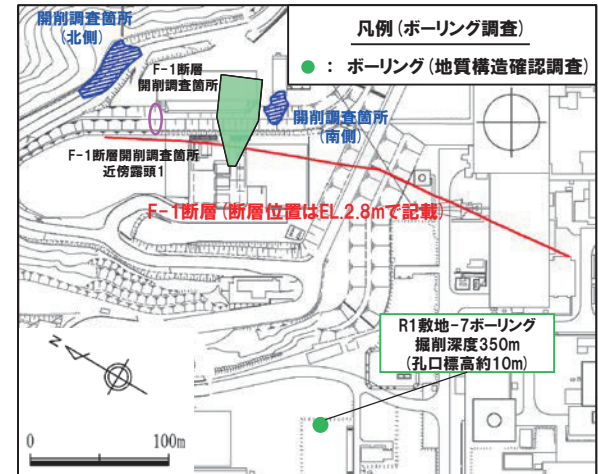 開削調査箇所
(北側)
凡例(ボーリング調査)
● : ボーリング(地質構造確認調査)
F-1断層
開削調査箇所
開削調査箇所
(南側)
F-1断層開削調査箇所
近傍露頭1
F-1断層(断層位置はEL.2.8mで記載)
R1敷地-7ボーリング
掘削深度350m
(孔口標高約10m)
N
0 100m